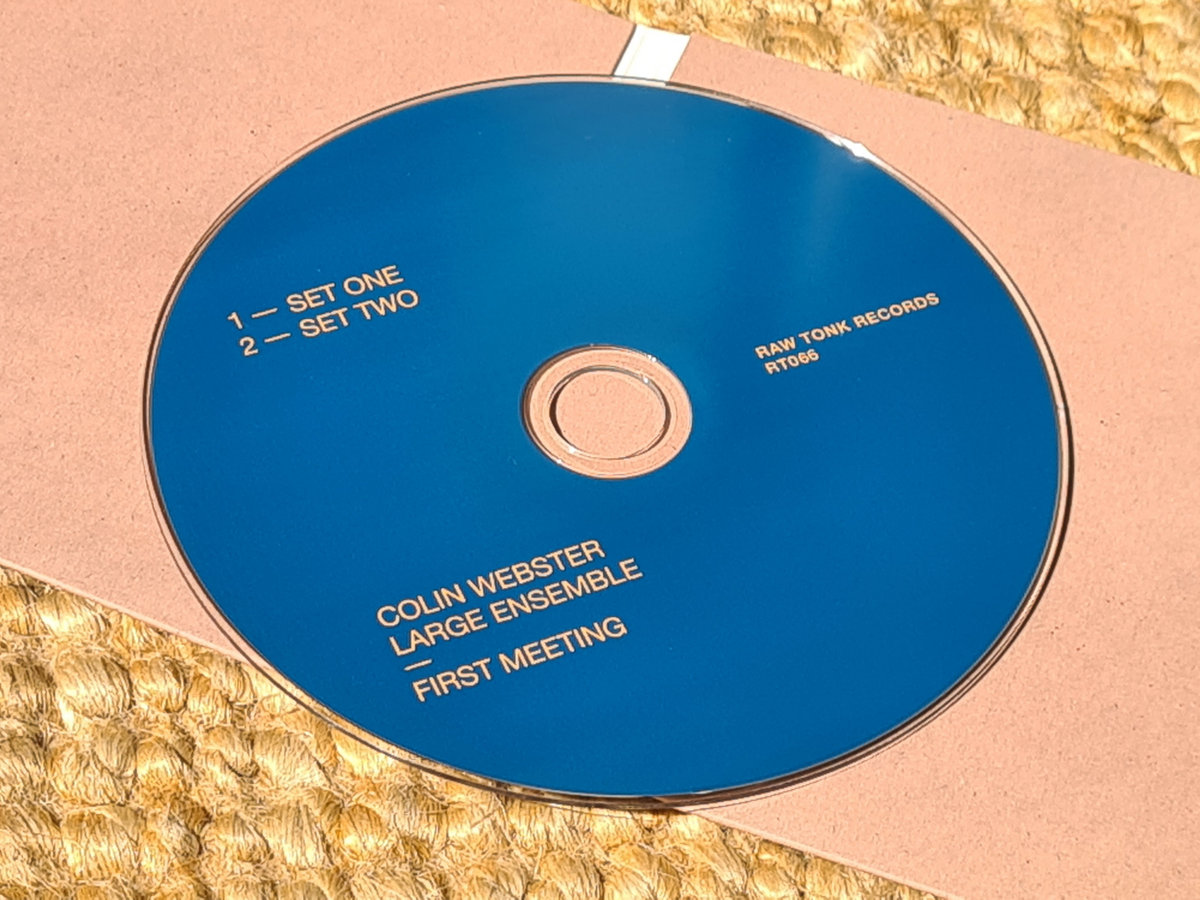 1 — SET ONE
2 — SET TWO
RAW TONK RECORDS
RT066
COLIN WEBSTER
LARGE ENSEMBLE
—
FIRST MEETING